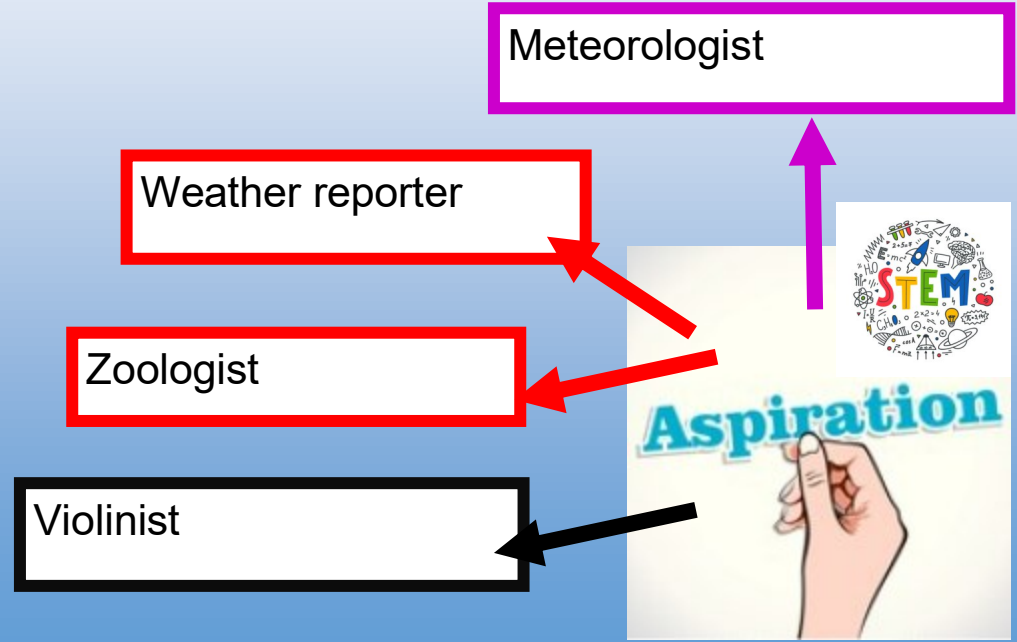 Meteorologist
Weather reporter
Zoologist
Violinist
STEM
Aspiration